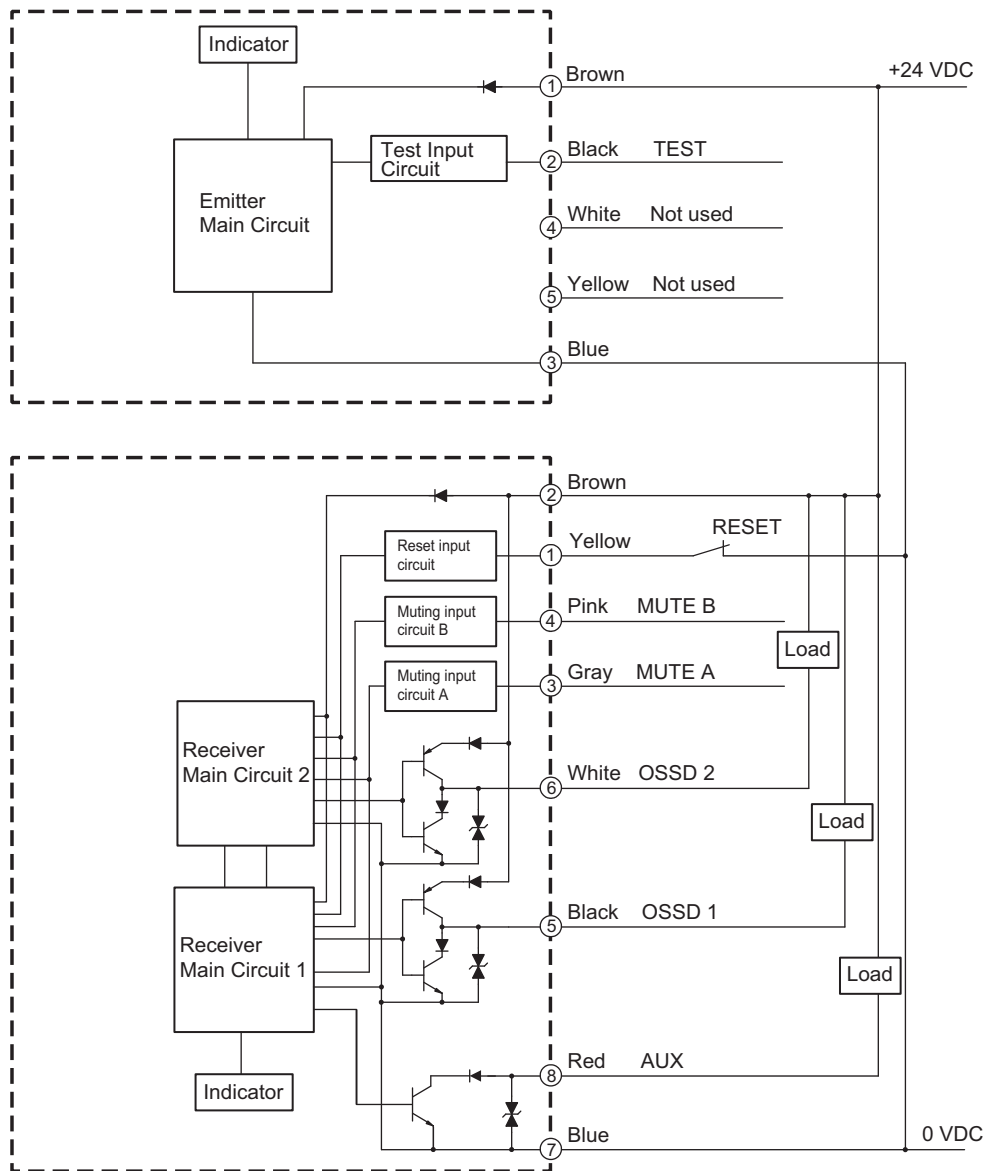 Indicator
+24 VDC
1 Brown
Test Input
Circuit
2 Black TEST
Emitter
Main Circuit
4 White Not used
5 Yellow Not used
3 Blue
2 Brown
RESET
Reset input
circuit
1 Yellow
Muting input
circuit B
4 Pink MUTE B
Load
Muting input
circuit A
3 Gray MUTE A
Receiver
Main Circuit 2
6 White OSSD 2
Load
5 Black OSSD 1
Receiver
Main Circuit 1
Load
8 Red AUX
Indicator
7 Blue
0 VDC